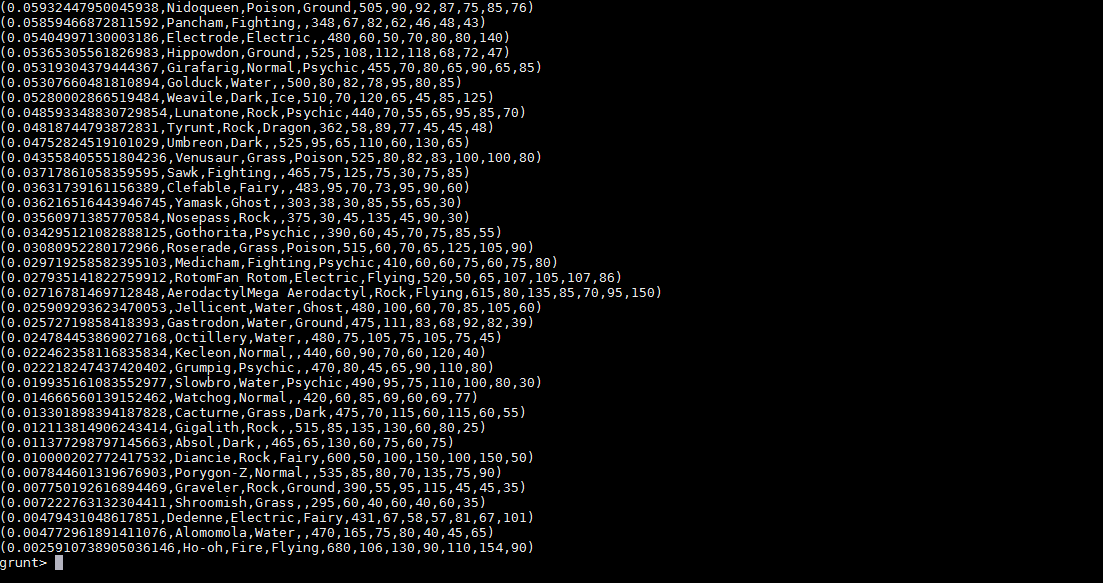 (0.05932447950045938,Nidoqueen,Poison,Ground,505,90,92,87,75,85,76)
(0.05859466872811592,Pancham,Fighting,,348,67,82,62,46,48,43)
(0.05404997130003186,Electrode,Electric,,480,60,50,70,80,80,140)
(0.05365305561826983,Hippowdon,Ground,,525,108,112,118,68,72,47)
(0.05319304379444367,Girafarig,Normal,Psychic,455,70,80,65,90,65,85)
(0.05307660481810894,Golduck,Water,,500,80,82,78,95,80,85)
(0.05280002866519484,Weavile,Dark,Ice,510,70,120,65,45,85,125)
(0.048593348830729854,Lunatone,Rock,Psychic,440,70,55,65,95,85,70)
(0.04818744793872831,Tyrunt,Rock,Dragon,362,58,89,77,45,45,48)
(0.04752824519101029,Umbreon,Dark,,525,95,65,110,60,130,65)
(0.043558405551804236,Venusaur,Grass,Poison,525,80,82,83,100,100,80)
(0.03717861058359595,Sawk,Fighting,,465,75,125,75,30,75,85)
(0.03631739161156389,Clefable,Fairy,,483,95,70,73,95,90,60)
(0.036216516443946745,Yamask,Ghost,,303,38,30,85,55,65,30)
(0.03560971385770584,Nosepass,Rock,,375,30,45,135,45,90,30)
(0.034295121082888125,Gothorita,Psychic,,390,60,45,70,75,85,55)
(0.03080952280172966,Roserade,Grass,Poison,515,60,70,65,125,105,90)
(0.029719258582395103,Medicham,Fighting,Psychic,410,60,60,75,60,75,80)
(0.027935141822759912,RotomFan Rotom,Electric,Flying,520,50,65,107,105,107,86)
(0.02716781469712848,AerodactylMega Aerodactyl,Rock,Flying,615,80,135,85,70,95,150)
(0.025909293623470053,Jellicent,Water,Ghost,480,100,60,70,85,105,60)
(0.02572719858418393,Gastrodon,Water,Ground,475,111,83,68,92,82,39)
(0.024784453869027168,Octillery,Water,,480,75,105,75,105,75,45)
(0.022462358116835834,Kecleon,Normal,,440,60,90,70,60,120,40)
(0.022218247437420402,Grumpig,Psychic,,470,80,45,65,90,110,80)
(0.019935161083552977,Slowbro,Water,Psychic,490,95,75,110,100,80,30)
(0.014666560139152462,Watchog,Normal,,420,60,85,69,60,69,77)
(0.013301898394187828,Cacturne,Grass,Dark,475,70,115,60,115,60,55)
(0.012113814906243414,Gigalith,Rock,,515,85,135,130,60,80,25)
(0.011377298797145663,Absol,Dark,,465,65,130,60,75,60,75)
(0.010000202772417532,Diancie,Rock,Fairy,600,50,100,150,100,150,50)
(0.007844601319676903,Porygon-Z,Normal,,535,85,80,70,135,75,90)
(0.007750192616894469,Graveler,Rock,Ground,390,55,95,115,45,45,35)
(0.007222763132304411,Shroomish,Grass,,295,60,40,60,40,60,35)
(0.00479431048617851,Dedenne,Electric,Fairy,431,67,58,57,81,67,101)
(0.004772961891411076,Alomomola,Water,,470,165,75,80,40,45,65)
(0.0025910738905036146,Ho-oh,Fire,Flying,680,106,130,90,110,154,90)
grunt>